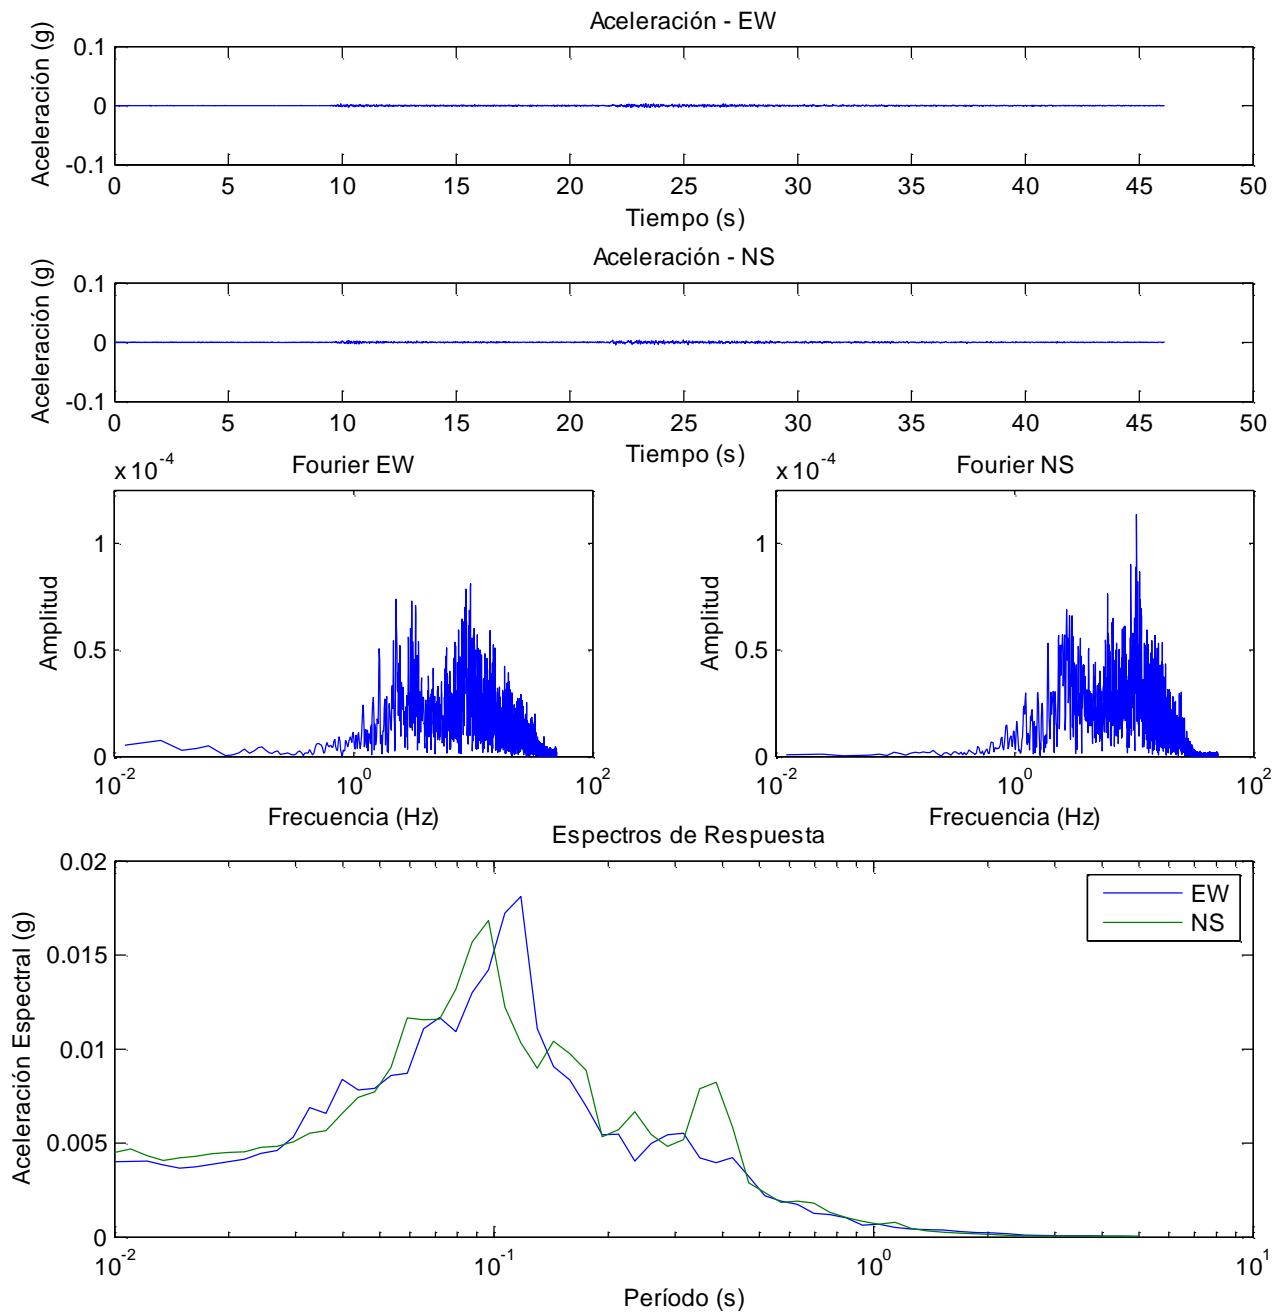 Aceleración - EW
Aceleración (g)
0.1
0
-0.1
0 5 10 15 20 25 30 35 40 45 50
Tiempo (s)
Aceleración - NS
Aceleración (g)
0.1
0
-0.1
0 5 10 15 20 25 30 35 40 45 50
Tiempo (s)
Fourier EW
x 10^-4
Amplitud
1
0.5
0
10^-2 10^0 10^2
Frecuencia (Hz)
Fourier NS
x 10^-4
Amplitud
1
0.5
0
10^-2 10^0 10^2
Frecuencia (Hz)
Espectros de Respuesta
Aceleración Espectral (g)
0.02
0.015
0.01
0.005
0
10^-2 10^-1 10^0 10^1
Período (s)
EW
NS